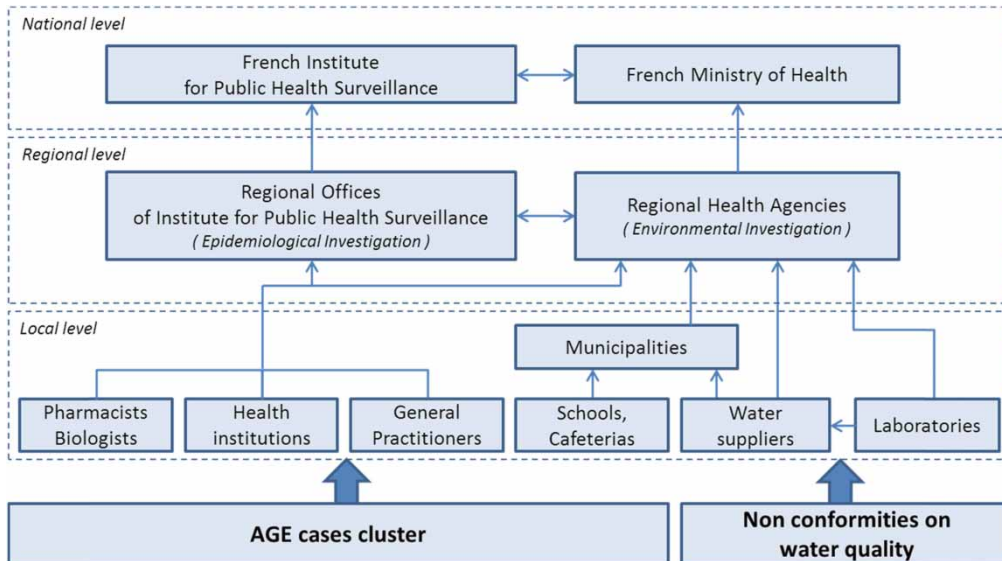 National level
French Institute
for Public Health Surveillance
French Ministry of Health
Regional level
Regional Offices
of Institute for Public Health Surveillance
( Epidemiological Investigation )
Regional Health Agencies
( Environmental Investigation )
Local level
Municipalities
Pharmacists
Biologists
Health
institutions
General
Practitioners
Schools,
Cafeterias
Water
suppliers
Laboratories
AGE cases cluster
Non conformities on
water quality